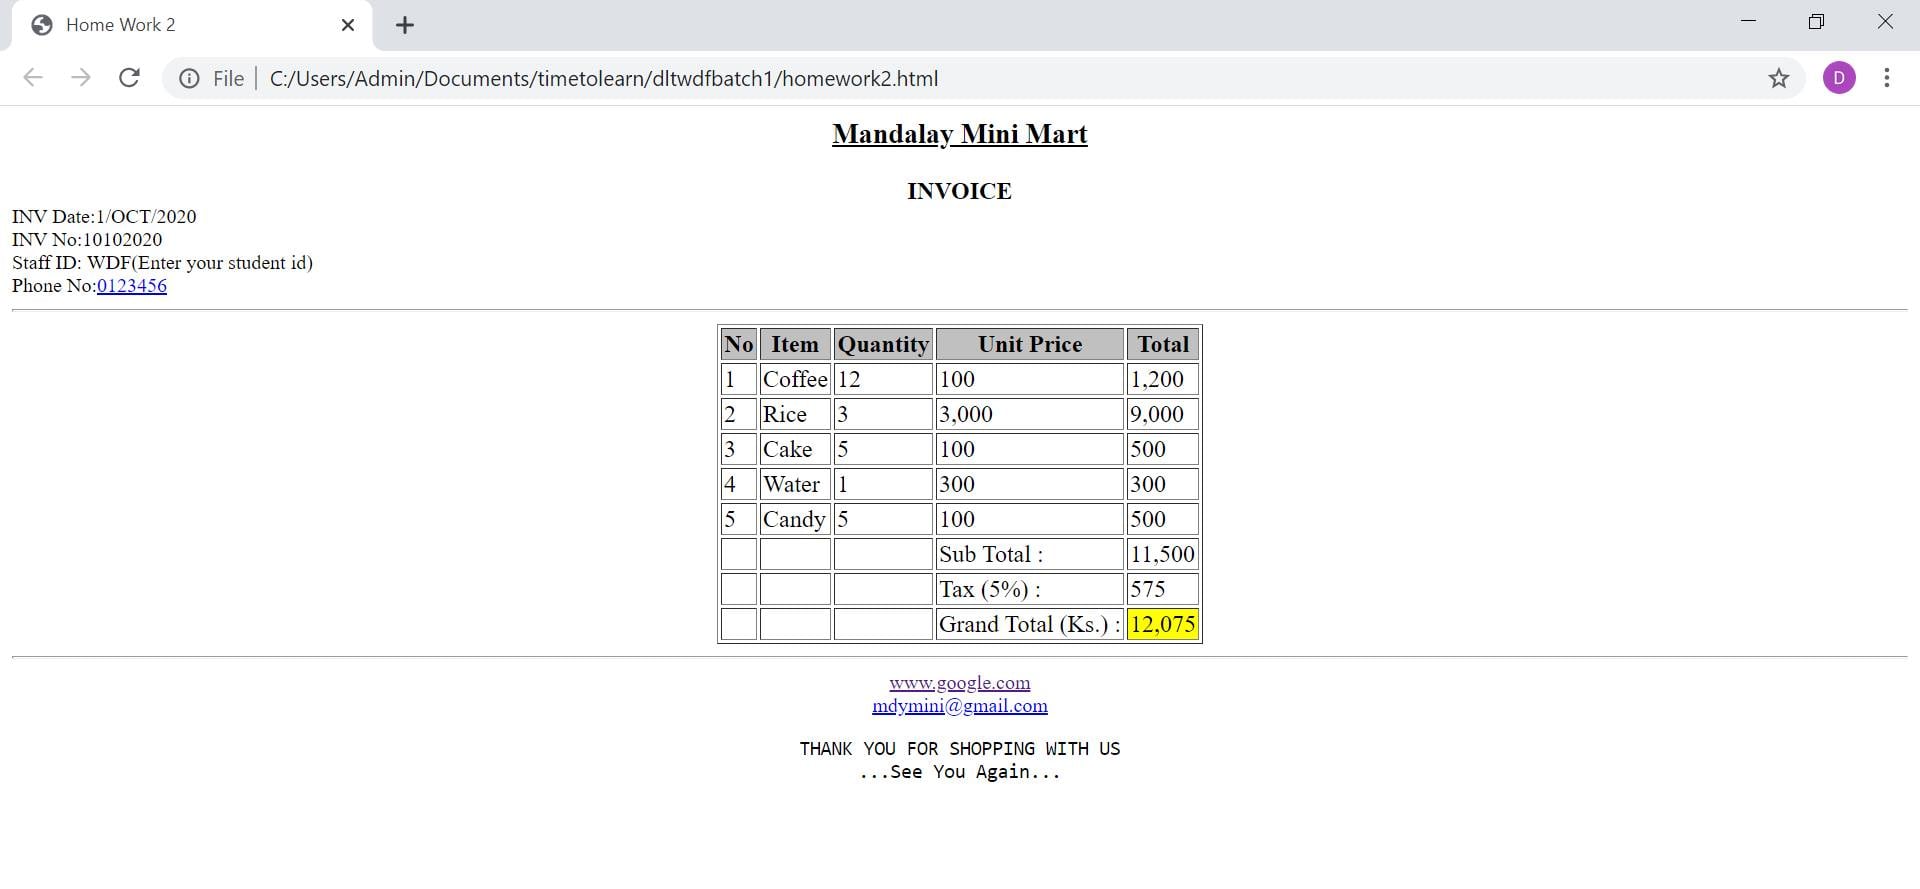 Home Work 2
File C:/Users/Admin/Documents/timetolearn/dltwdfbatch1/homework2.html
D
Mandalay Mini Mart
INVOICE
INV Date:1/OCT/2020
INV No:10102020
Staff ID: WDF(Enter your student id)
Phone No:0123456
No Item Quantity Unit Price Total
1 Coffee 12 100 1,200
2 Rice 3 3,000 9,000
3 Cake 5 100 500
4 Water 1 300 300
5 Candy 5 100 500
Sub Total : 11,500
Tax (5%) : 575
Grand Total (Ks.) : 12,075
www.google.com
mdymini@gmail.com
THANK YOU FOR SHOPPING WITH US
...See You Again...